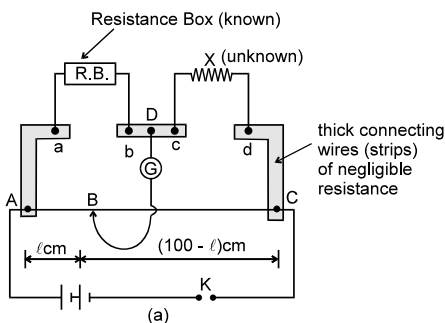 Resistance Box (known)
R.B.
X (unknown)
D
a
b
c
d
G
thick connecting
wires (strips)
of negligible
resistance
A
B
C
ℓcm
(100 - ℓ)cm
K
(a)